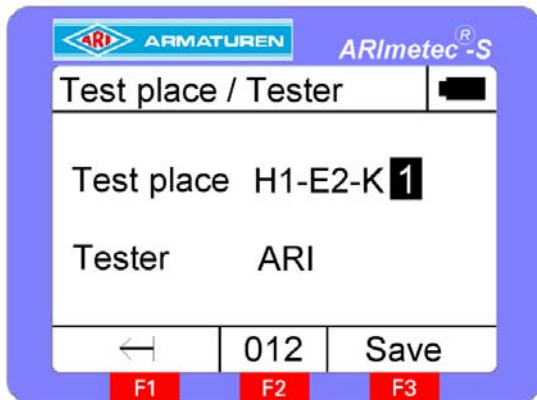 ARI ARMATUREN ARImetec®-S
Test place / Tester
Test place H1-E2-K1
Tester ARI
012 Save
F1 F2 F3